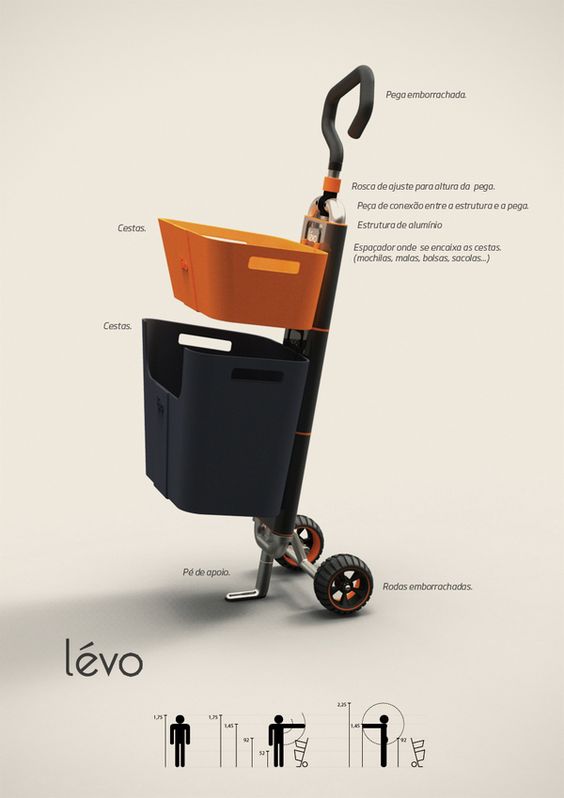 Pega emborrachada.
Rosca de ajuste para altura da pega.
Peça de conexão entre a estrutura e a pega.
Estrutura de alumínio
Espaçador onde se encaixa as cestas.
(mochilas, malas, bolsas, sacolas...)
Cestas.
Cestas.
Pé de apoio.
Rodas emborrachadas.
lévo
1,75
1,75
1,45
92
52
2,25
1,45
92